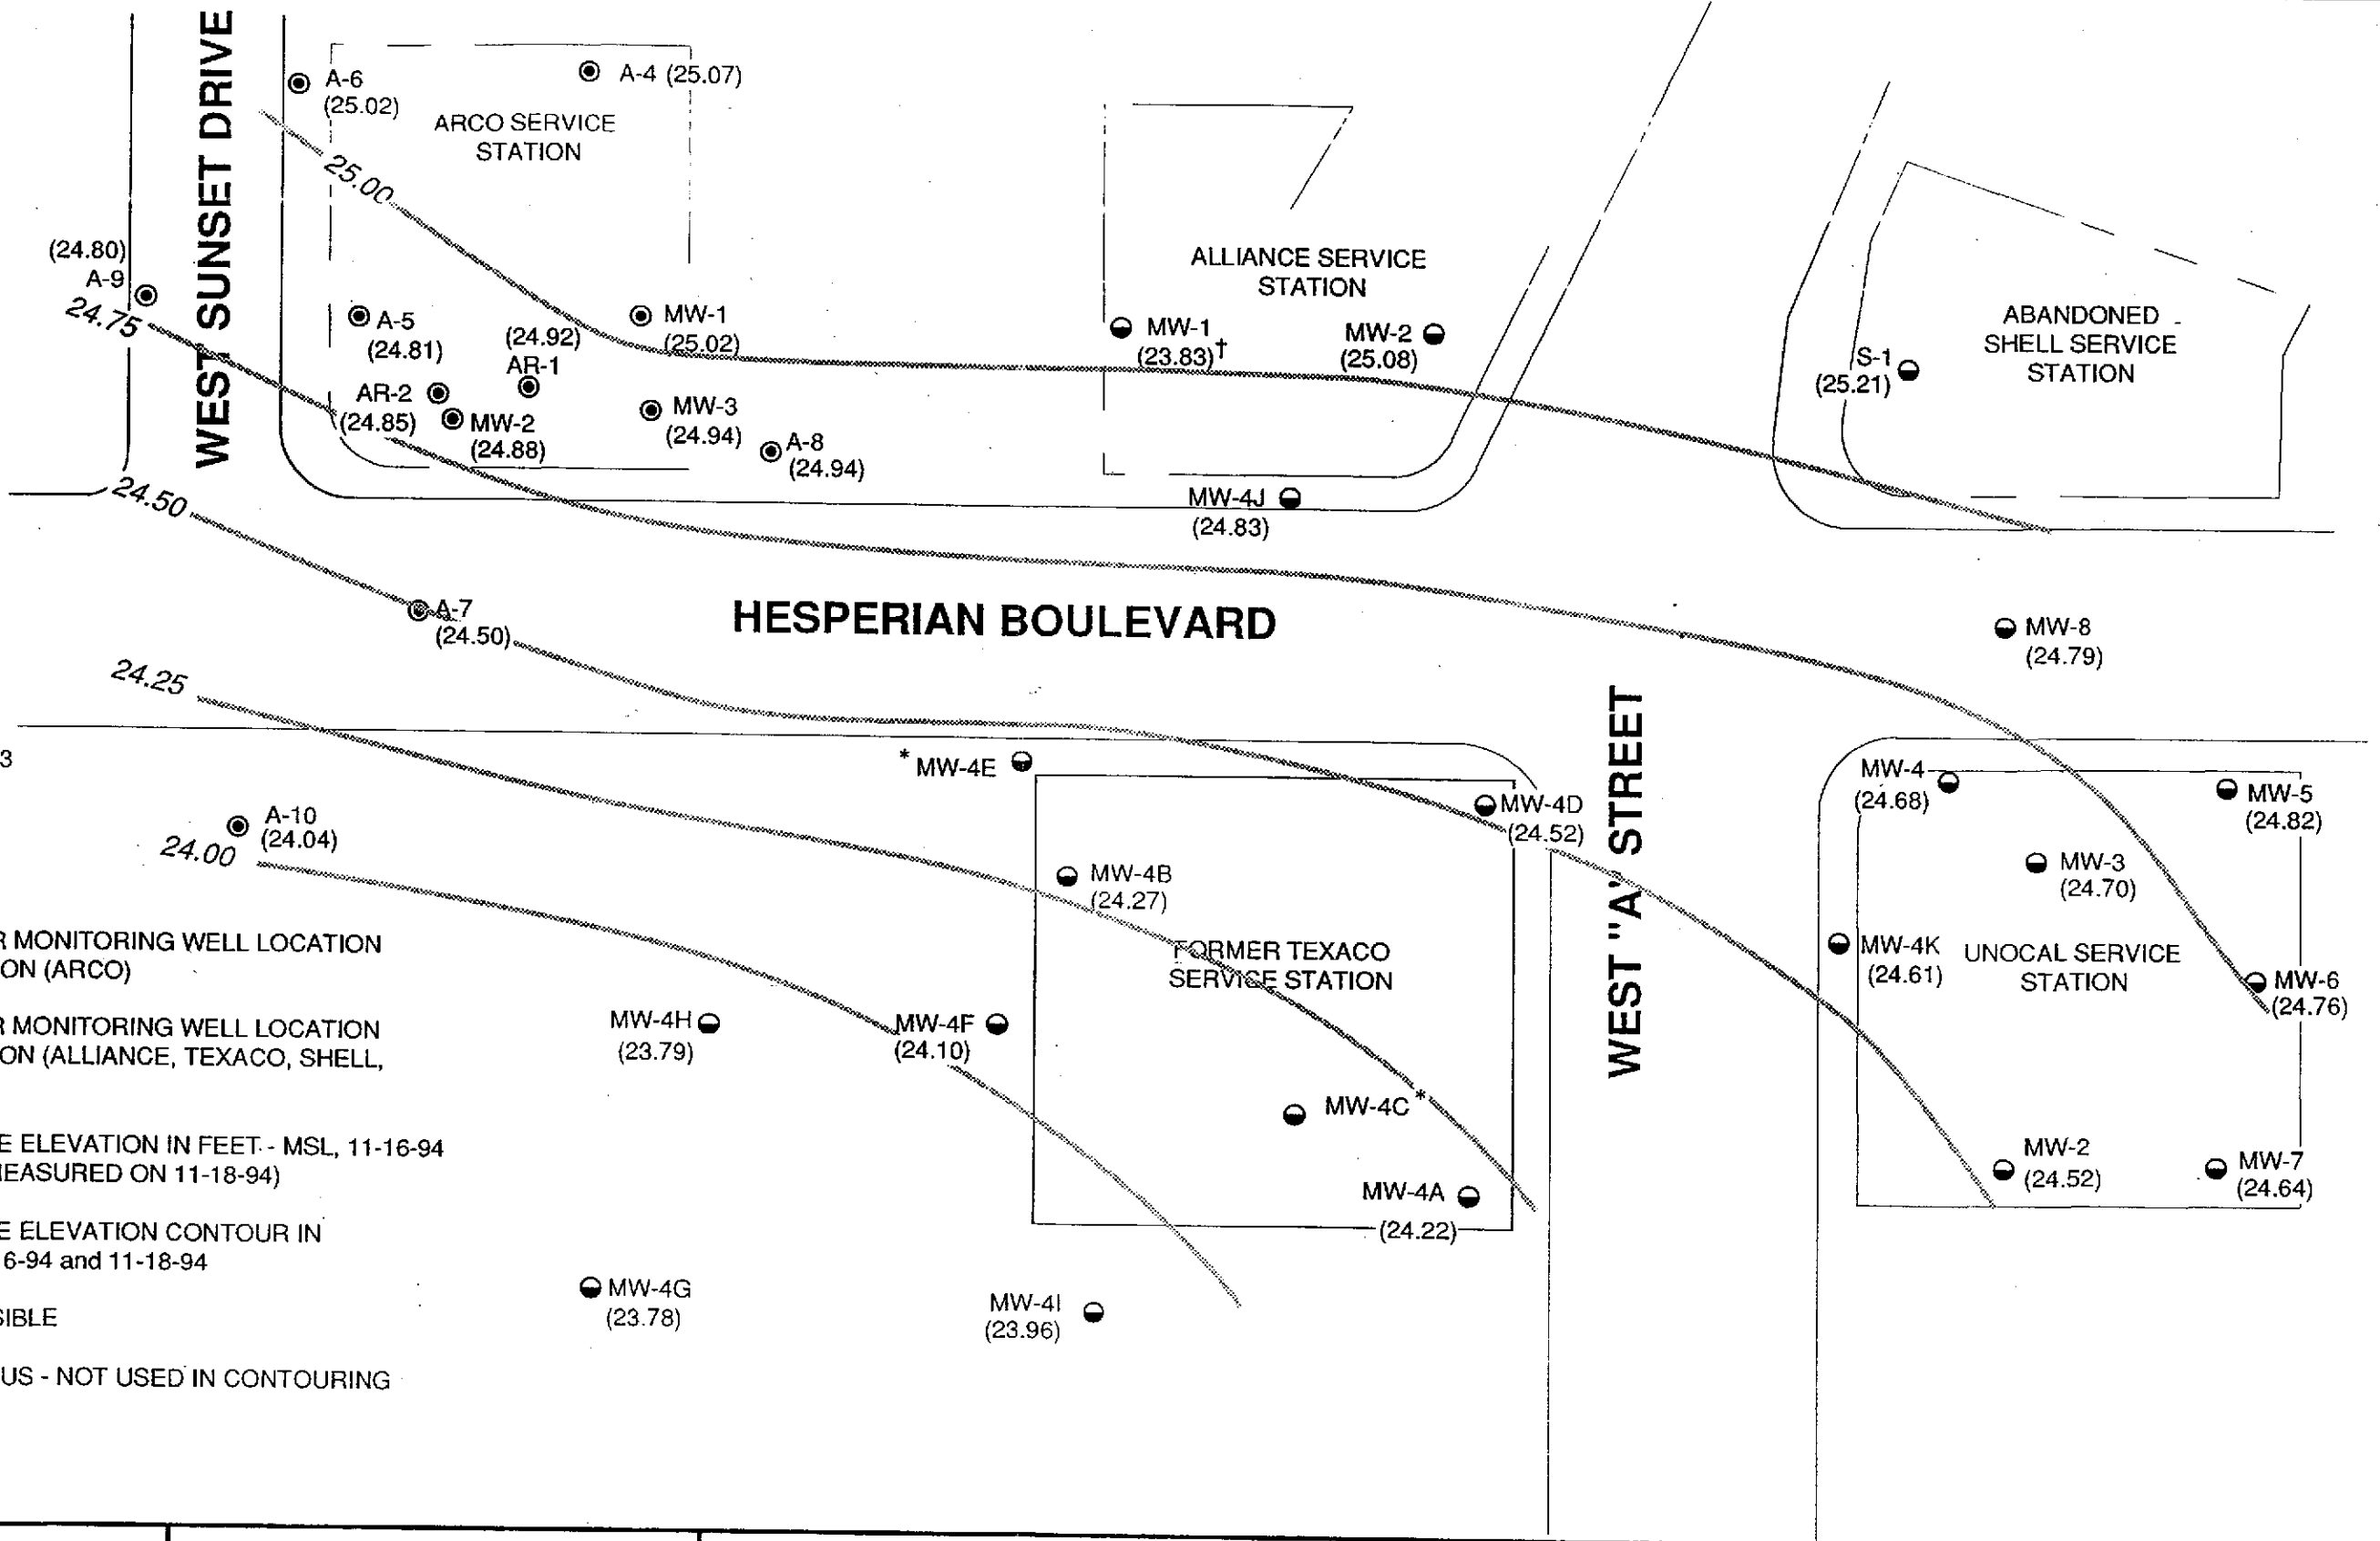 WEST SUNSET DRIVE
A-6
(25.02)
A-4 (25.07)
ARCO SERVICE
STATION
25.00
(24.80)
A-9
24.75
A-5
(24.81)
(24.92)
AR-1
MW-1
(25.02)
AR-2
(24.85)
MW-2
(24.88)
MW-3
(24.94)
A-8
(24.94)
ALLIANCE SERVICE
STATION
MW-1
(23.83)†
MW-2
(25.08)
MW-4J
(24.83)
S-1
(25.21)
ABANDONED
SHELL SERVICE
STATION
24.50
A-7
(24.50)
HESPERIAN BOULEVARD
MW-8
(24.79)
24.25
3
* MW-4E
MW-4D
(24.52)
WEST "A" STREET
MW-4
(24.68)
MW-5
(24.82)
MW-3
(24.70)
A-10
(24.04)
24.00
MW-4B
(24.27)
FORMER TEXACO
SERVICE STATION
MW-4K
(24.61)
UNOCAL SERVICE
STATION
MW-6
(24.76)
R MONITORING WELL LOCATION
ON (ARCO)
MW-4H
(23.79)
MW-4F
(24.10)
R MONITORING WELL LOCATION
ON (ALLIANCE, TEXACO, SHELL,
MW-4C *
MW-4A
(24.22)
MW-2
(24.52)
MW-7
(24.64)
E ELEVATION IN FEET - MSL, 11-16-94
MEASURED ON 11-18-94)
E ELEVATION CONTOUR IN
6-94 and 11-18-94
MW-4G
(23.78)
MW-4I
(23.96)
SIBLE
US - NOT USED IN CONTOURING